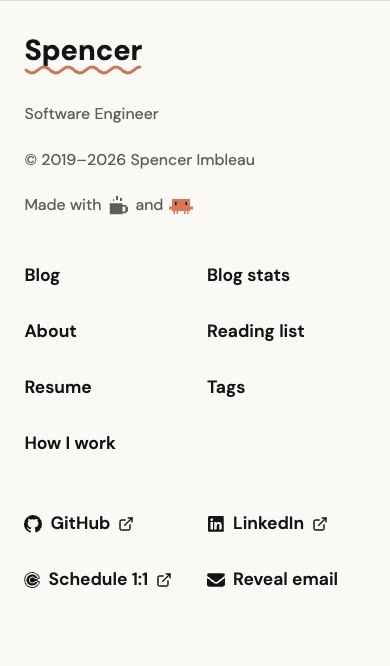 Spencer
Software Engineer
© 2019–2026 Spencer Imbleau
Made with and
Blog
Blog stats
About
Reading list
Resume
Tags
How I work
GitHub
LinkedIn
Schedule 1:1
Reveal email